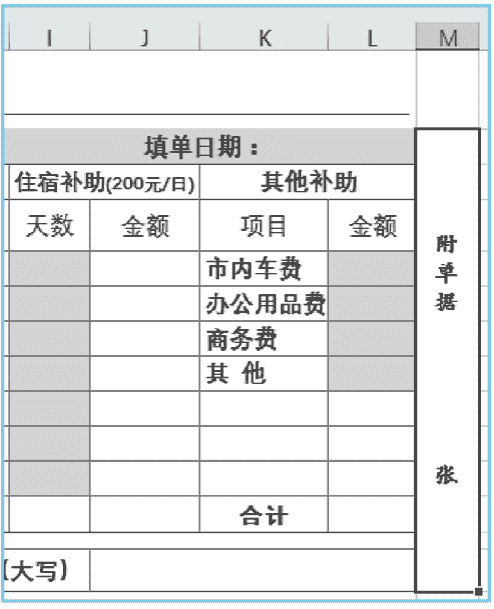 I J K L M
填单日期：
住宿补助(200元/日) 其他补助
天数 金额 项目 金额
市内车费
办公用品费
商务费
其 他
合计
(大写)
附
单
据
张